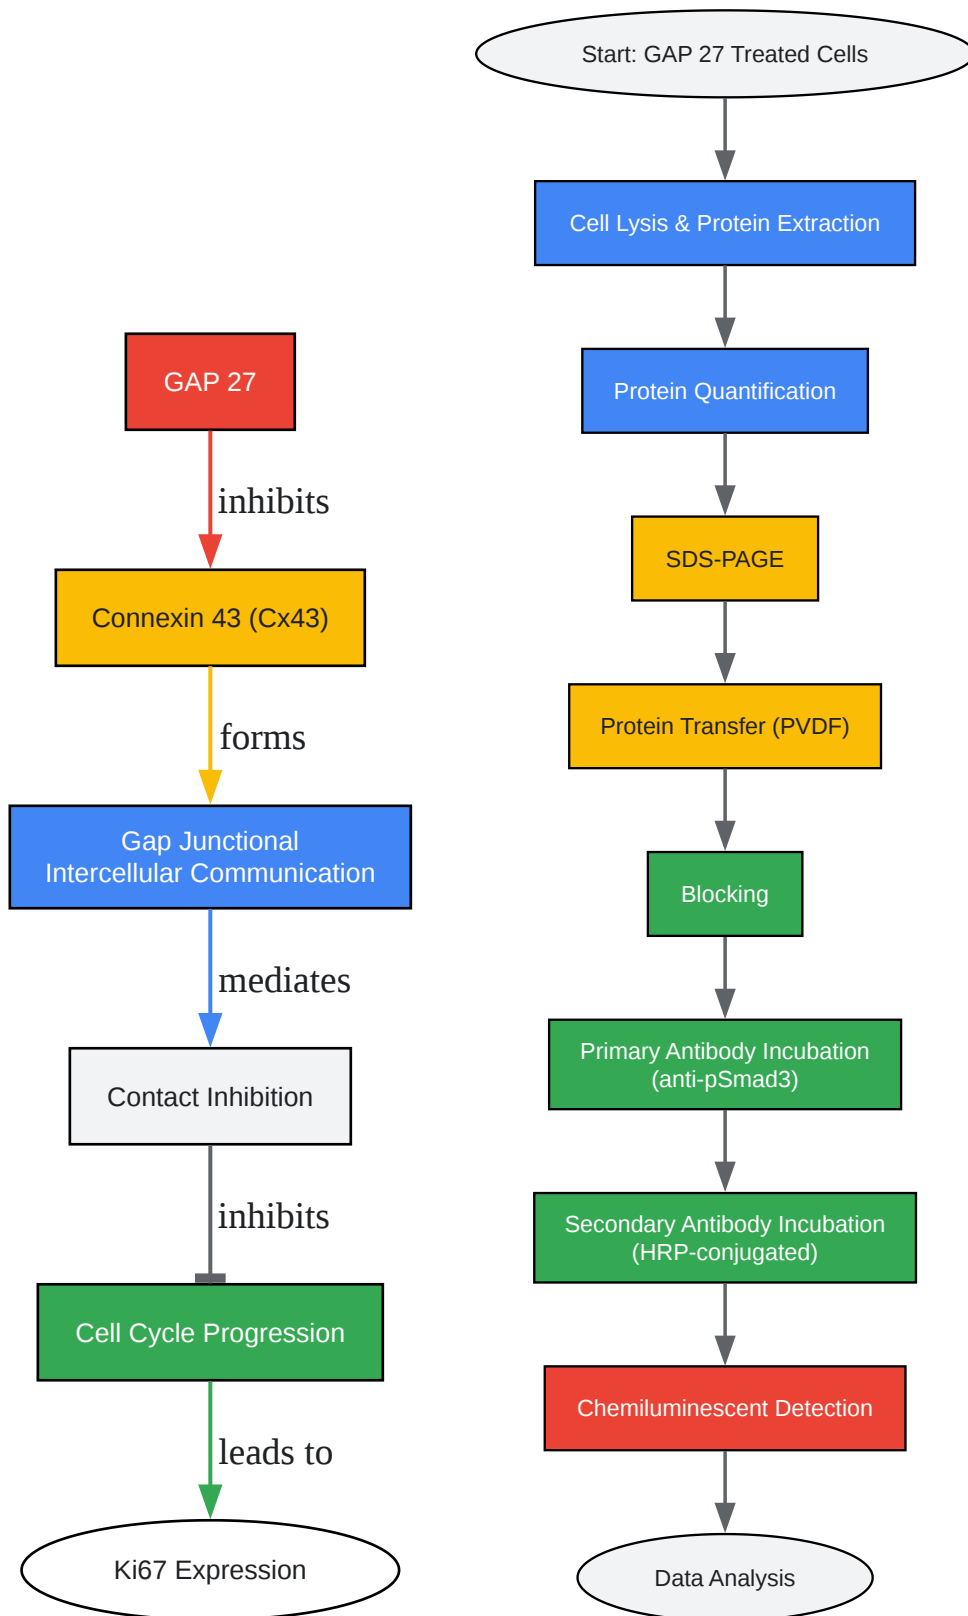 GAP 27
inhibits
Connexin 43 (Cx43)
forms
Gap Junctional
Intercellular Communication
mediates
Contact Inhibition
inhibits
Cell Cycle Progression
leads to
Ki67 Expression
Start: GAP 27 Treated Cells
Cell Lysis & Protein Extraction
Protein Quantification
SDS-PAGE
Protein Transfer (PVDF)
Blocking
Primary Antibody Incubation
(anti-pSmad3)
Secondary Antibody Incubation
(HRP-conjugated)
Chemiluminescent Detection
Data Analysis